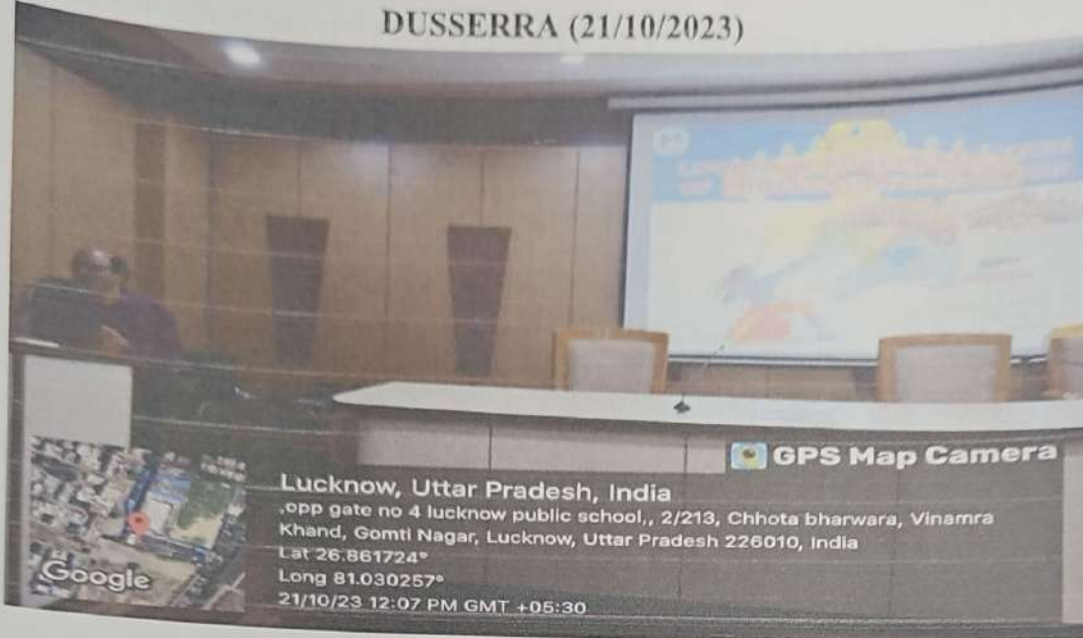 DUSSERRA (21/10/2023)
GPS Map Camera
Lucknow, Uttar Pradesh, India
,opp gate no 4 lucknow public school,, 2/213, Chhota bharwara, Vinamra
Khand, Gomti Nagar, Lucknow, Uttar Pradesh 226010, India
Lat 26.861724°
Long 81.030257°
21/10/23 12:07 PM GMT +05:30
Google